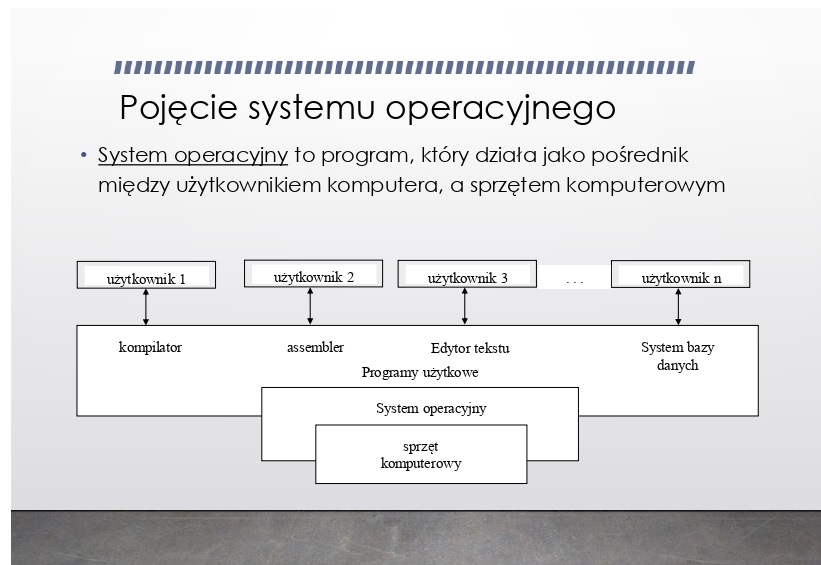 Pojęcie systemu operacyjnego
• System operacyjny to program, który działa jako pośrednik
między użytkownikiem komputera, a sprzętem komputerowym
użytkownik 1 użytkownik 2 użytkownik 3 . . . użytkownik n
kompilator assembler Edytor tekstu System bazy
danych
Programy użytkowe
System operacyjny
sprzęt
komputerowy